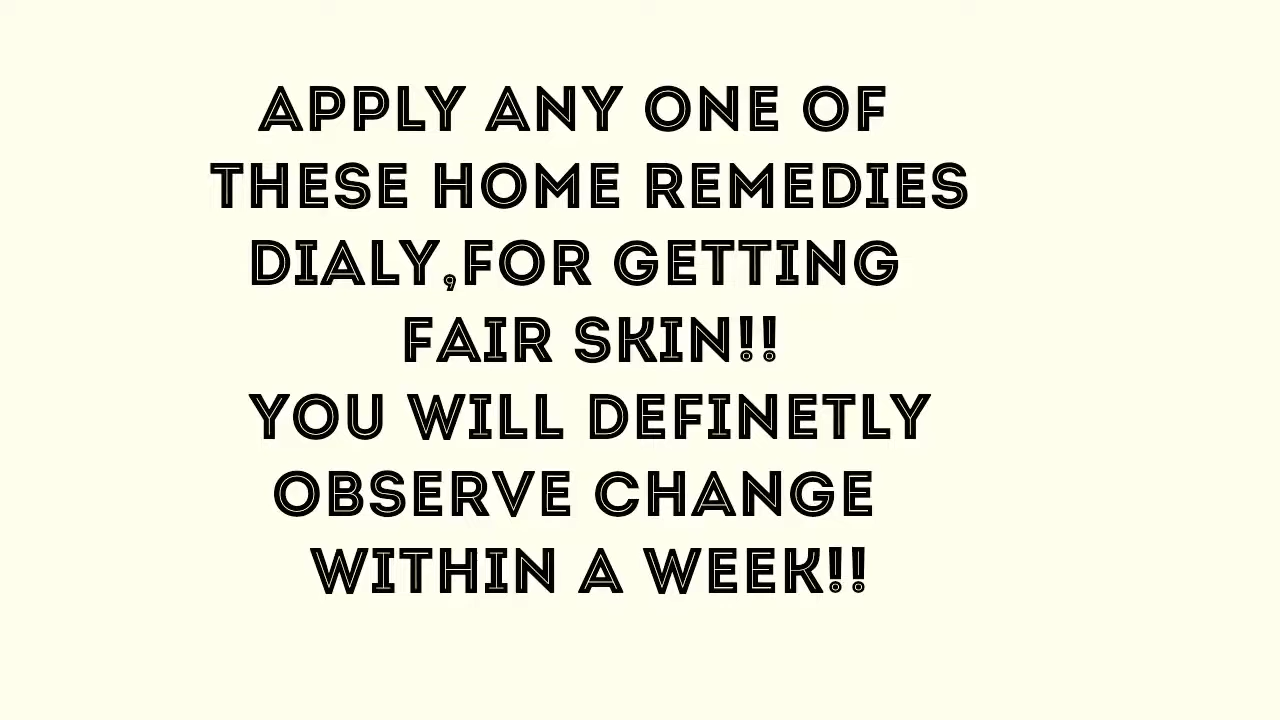 APPLY ANY ONE OF
THESE HOME REMEDIES
DIALY,FOR GETTING
FAIR SKIN!!
YOU WILL DEFINETLY
OBSERVE CHANGE
WITHIN A WEEK!!